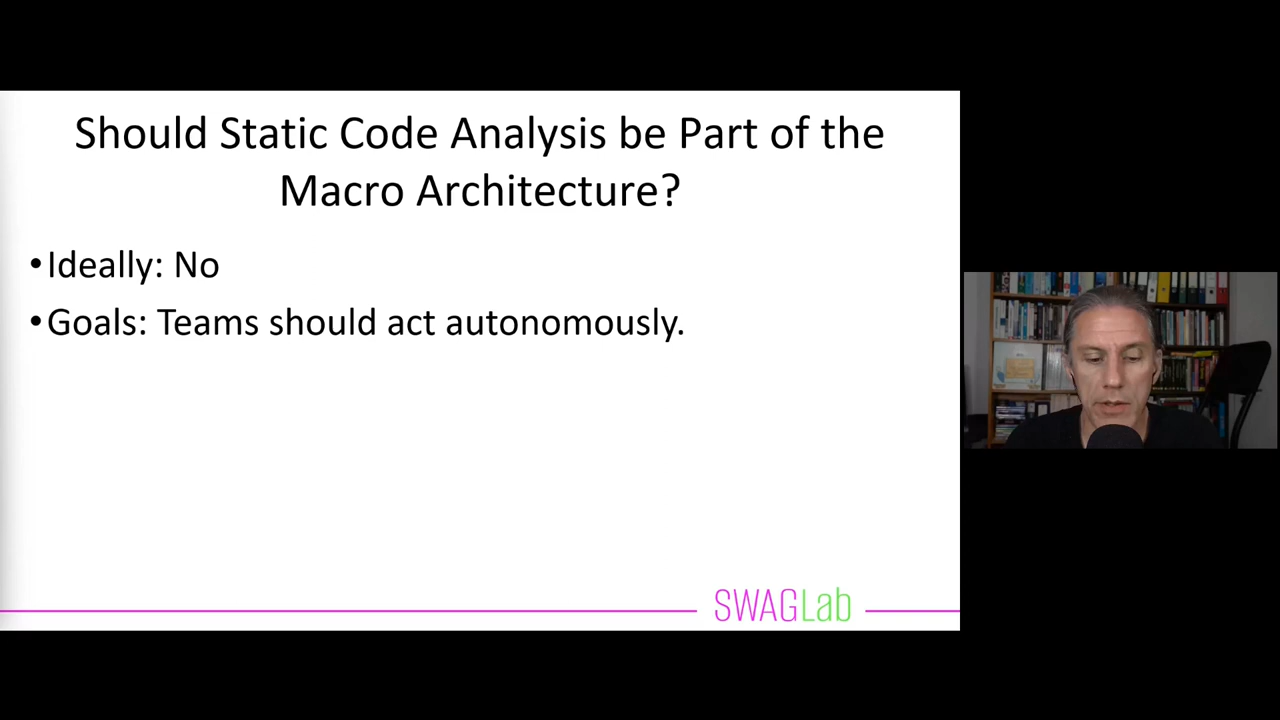 Should Static Code Analysis be Part of the
Macro Architecture?
•Ideally: No
•Goals: Teams should act autonomously.
SWAGLab